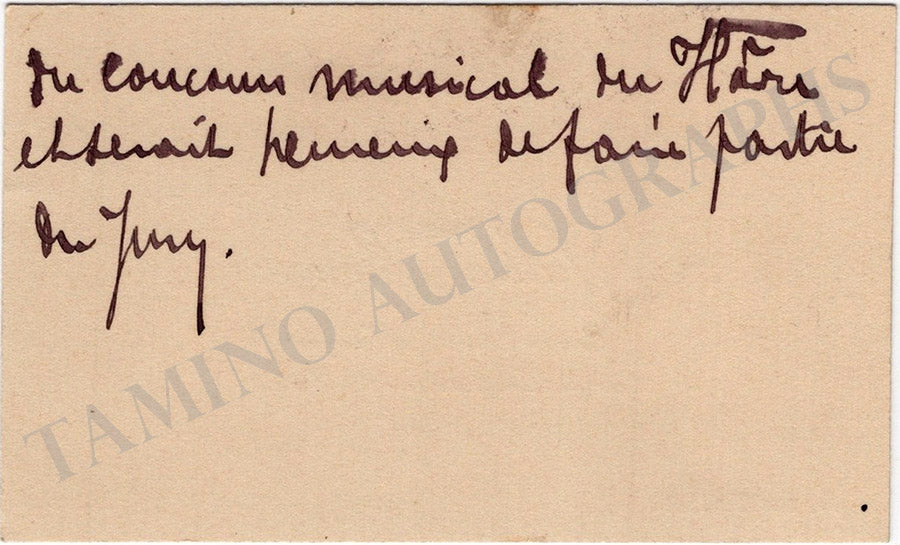 du concours musical du Hâvre
et serait heureux de faire partie
du Jury.
TAMINO AUTOGRAPHS